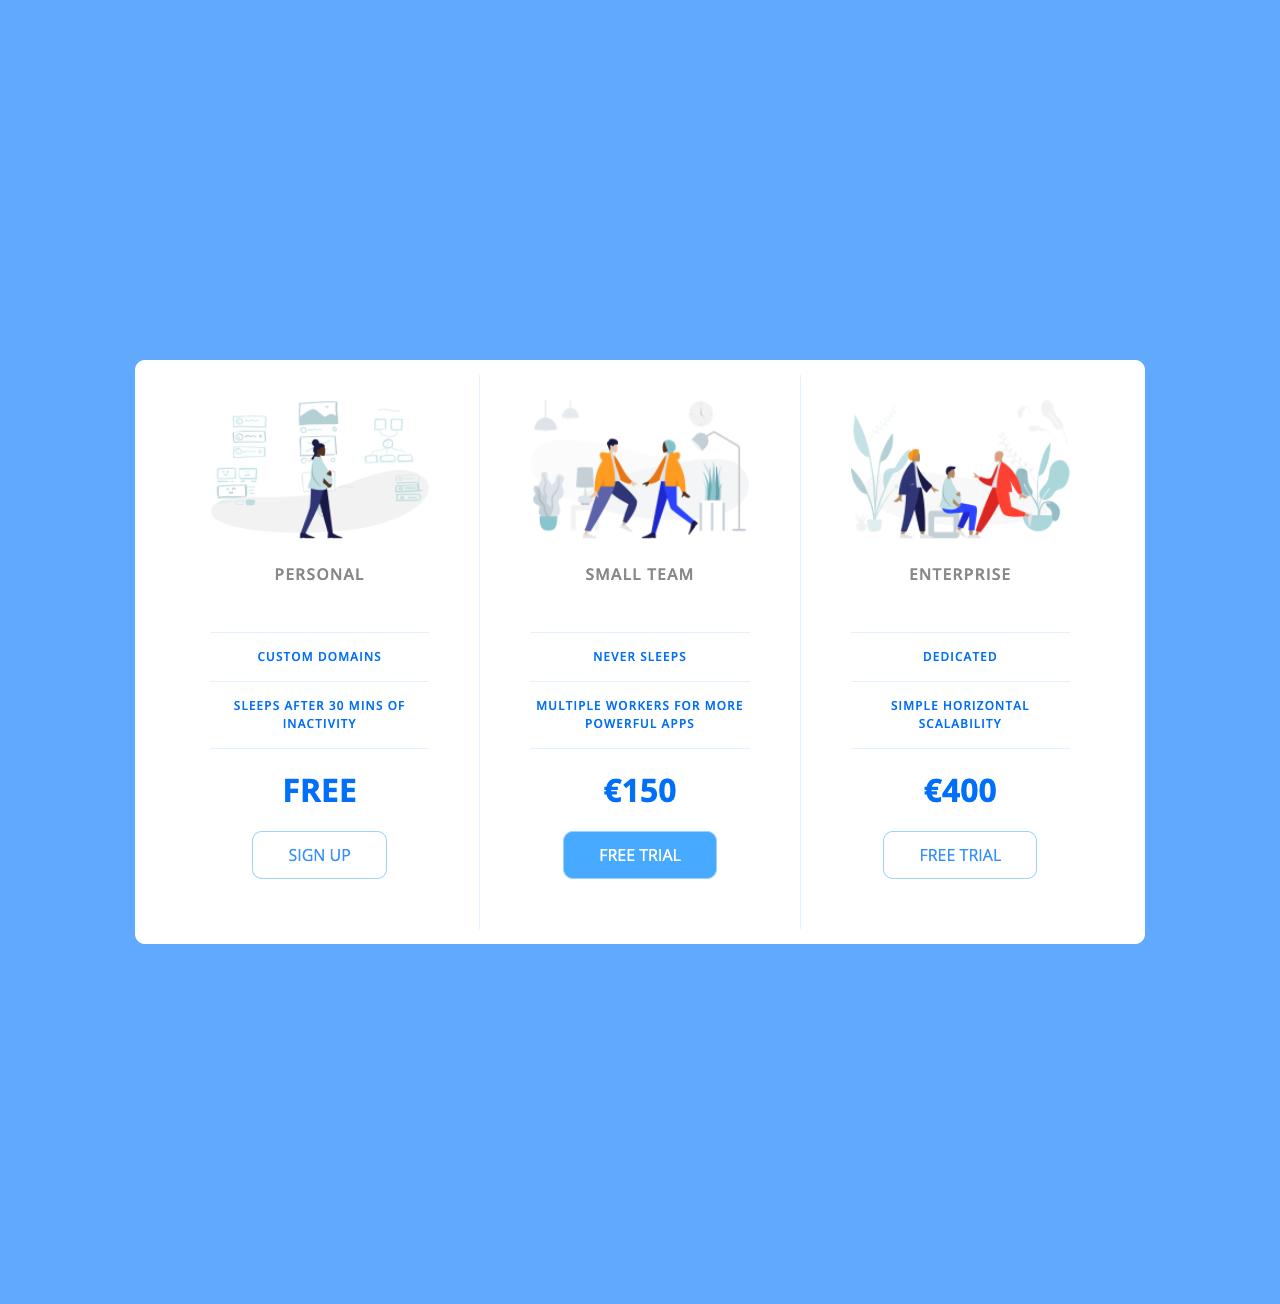 PERSONAL
CUSTOM DOMAINS
SLEEPS AFTER 30 MINS OF
INACTIVITY
FREE
SIGN UP
SMALL TEAM
NEVER SLEEPS
MULTIPLE WORKERS FOR MORE
POWERFUL APPS
€150
FREE TRIAL
ENTERPRISE
DEDICATED
SIMPLE HORIZONTAL
SCALABILITY
€400
FREE TRIAL